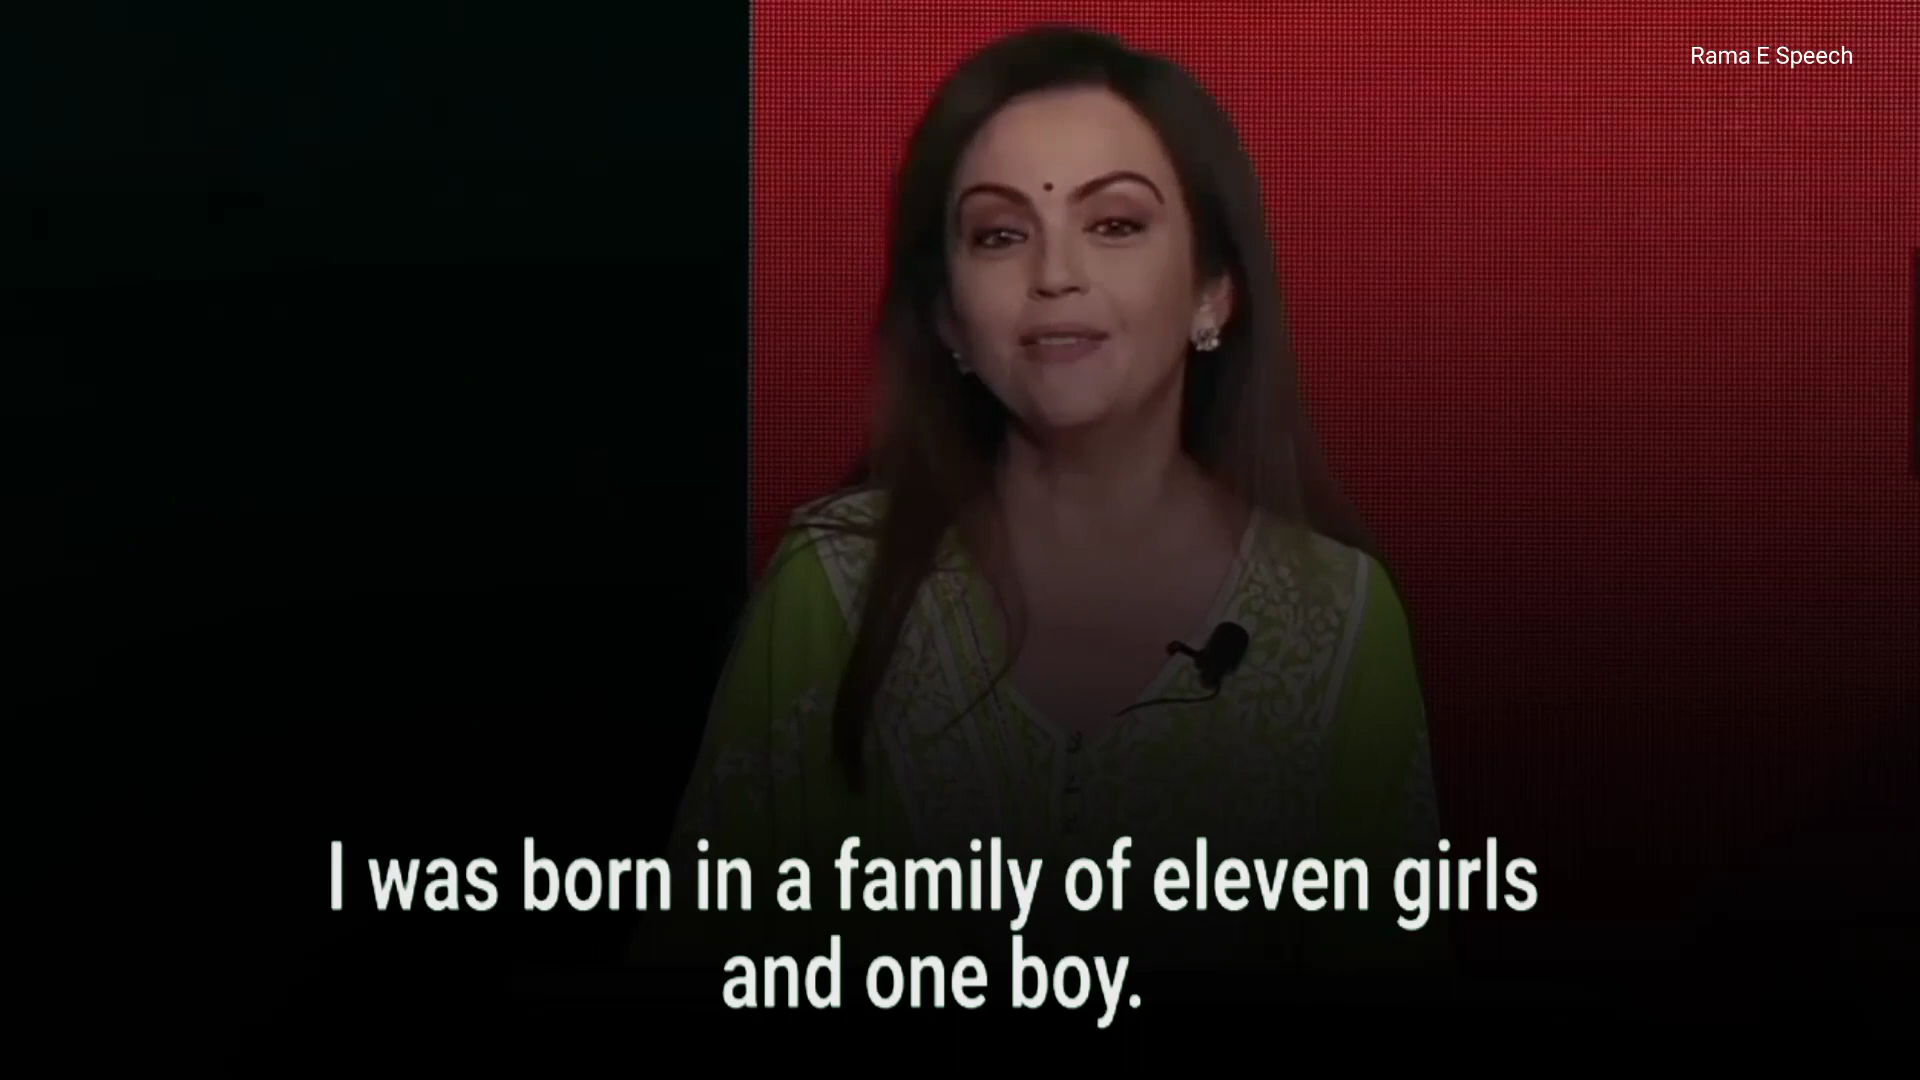 Rama E Speech
I was born in a family of eleven girls
and one boy.